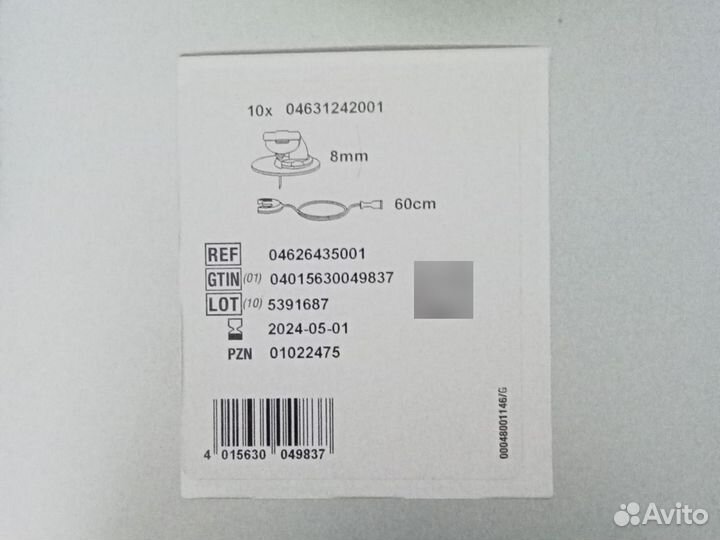 10x 04631242001
8mm
60cm
REF 04626435001
GTIN (01) 04015630049837
LOT (10) 5391687
2024-05-01
PZN 01022475
4 015630 049837
00048001146/G
Avito